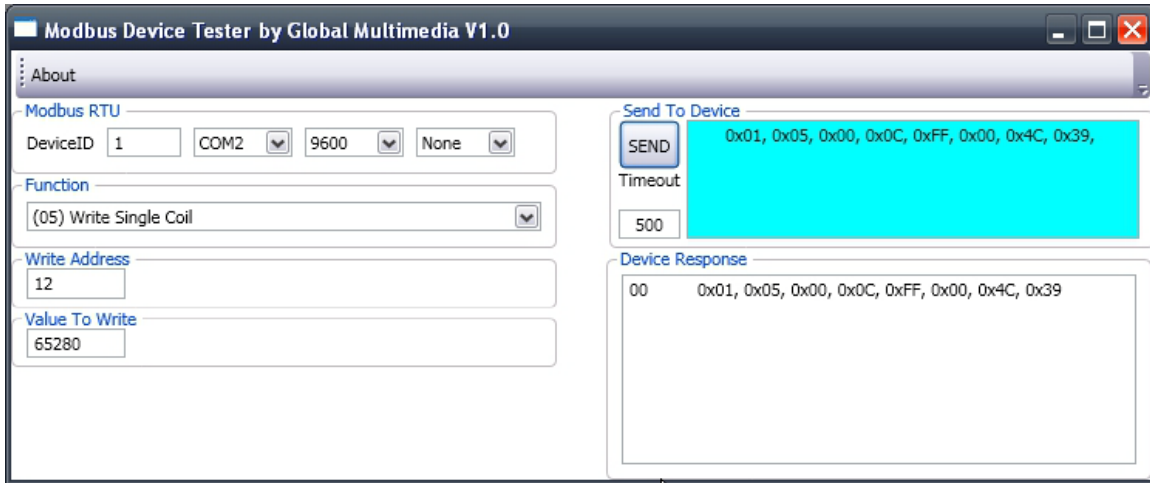 Modbus Device Tester by Global Multimedia V1.0
About
Modbus RTU
DeviceID 1 COM2 9600 None
Function
(05) Write Single Coil
Write Address
12
Value To Write
65280
Send To Device
SEND
0x01, 0x05, 0x00, 0x0C, 0xFF, 0x00, 0x4C, 0x39,
Timeout
500
Device Response
00 0x01, 0x05, 0x00, 0x0C, 0xFF, 0x00, 0x4C, 0x39